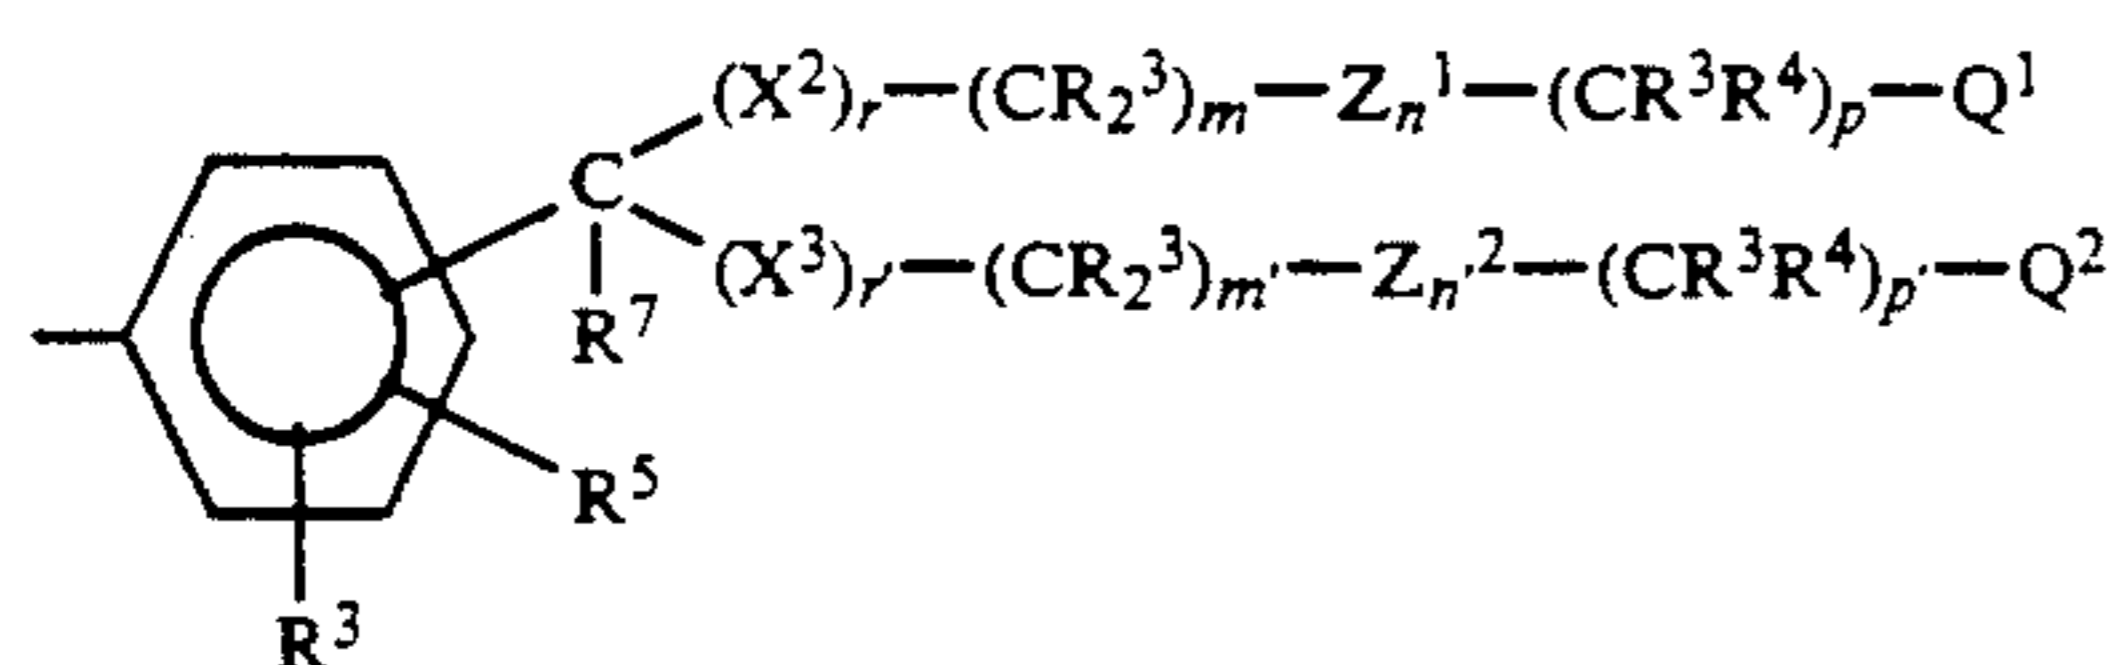 (X²)r—(CR₂³)m—Zn¹—(CR³R⁴)p—Q¹
C
(X³)r'—(CR₂³)m'—Zn'²—(CR³R⁴)p'—Q²
R⁷
R⁵
R³